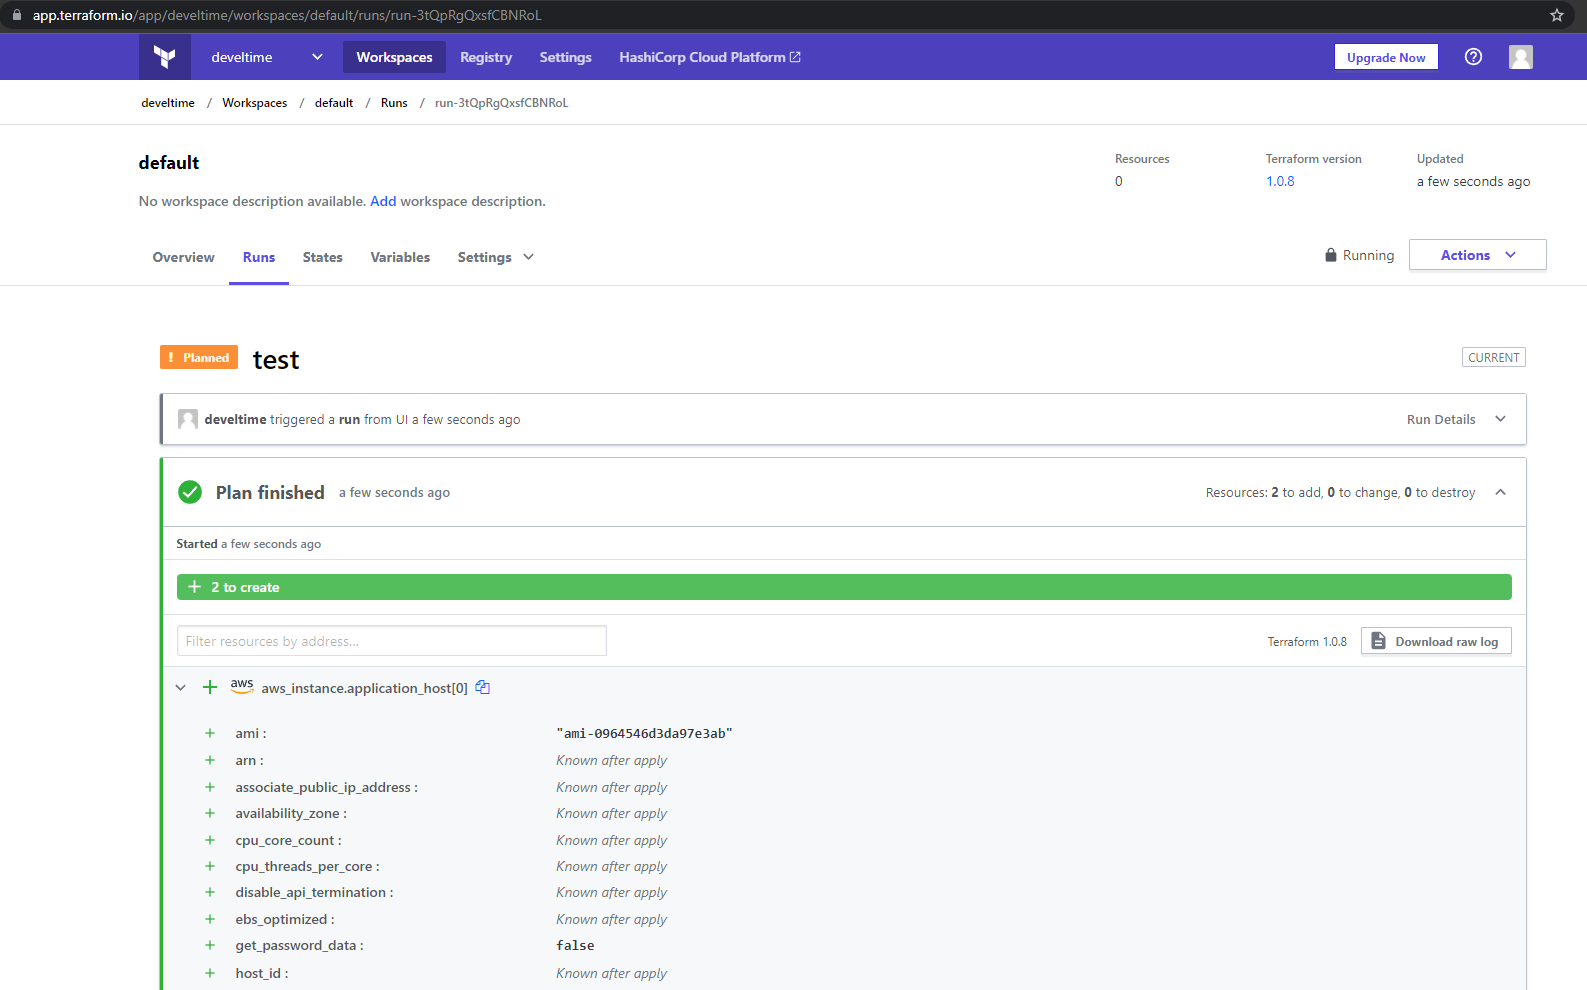 app.terraform.io/app/develtime/workspaces/default/runs/run-3tQpRgQxsfCBNRoL
develtime Workspaces Registry Settings HashiCorp Cloud Platform Upgrade Now
develtime / Workspaces / default / Runs / run-3tQpRgQxsfCBNRoL
default
Resources Terraform version Updated
0 1.0.8 a few seconds ago
No workspace description available. Add workspace description.
Overview Runs States Variables Settings Running Actions
! Planned test CURRENT
develtime triggered a run from UI a few seconds ago Run Details
Plan finished a few seconds ago Resources: 2 to add, 0 to change, 0 to destroy
Started a few seconds ago
+ 2 to create
Filter resources by address... Terraform 1.0.8 Download raw log
+ aws aws_instance.application_host[0]
+ ami : "ami-0964546d3da97e3ab"
+ arn : Known after apply
+ associate_public_ip_address : Known after apply
+ availability_zone : Known after apply
+ cpu_core_count : Known after apply
+ cpu_threads_per_core : Known after apply
+ disable_api_termination : Known after apply
+ ebs_optimized : Known after apply
+ get_password_data : false
+ host_id : Known after apply